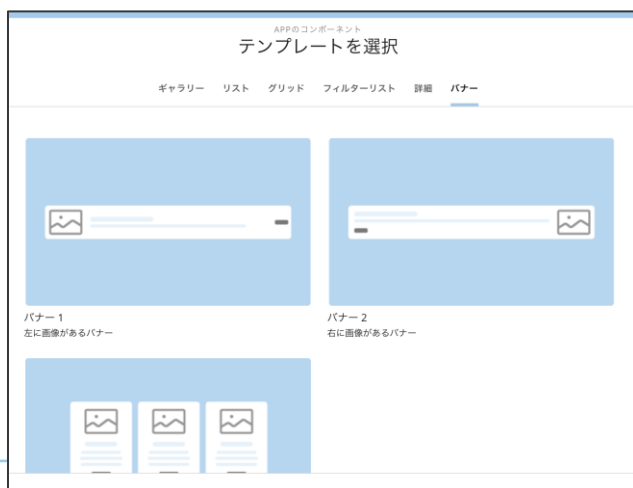 APPのコンポーネント
テンプレートを選択
ギャラリー リスト グリッド フィルターリスト 詳細 バナー
バナー 1
左に画像があるバナー
バナー 2
右に画像があるバナー